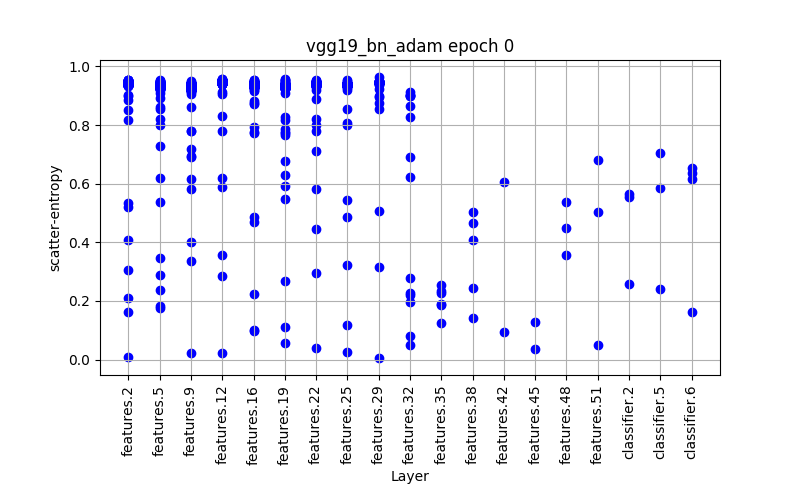 vgg19_bn_adam epoch 0
scatter-entropy
1.0
0.8
0.6
0.4
0.2
0.0
features.2
features.5
features.9
features.12
features.16
features.19
features.22
features.25
features.29
features.32
features.35
features.38
features.42
features.45
features.48
features.51
classifier.2
classifier.5
classifier.6
Layer